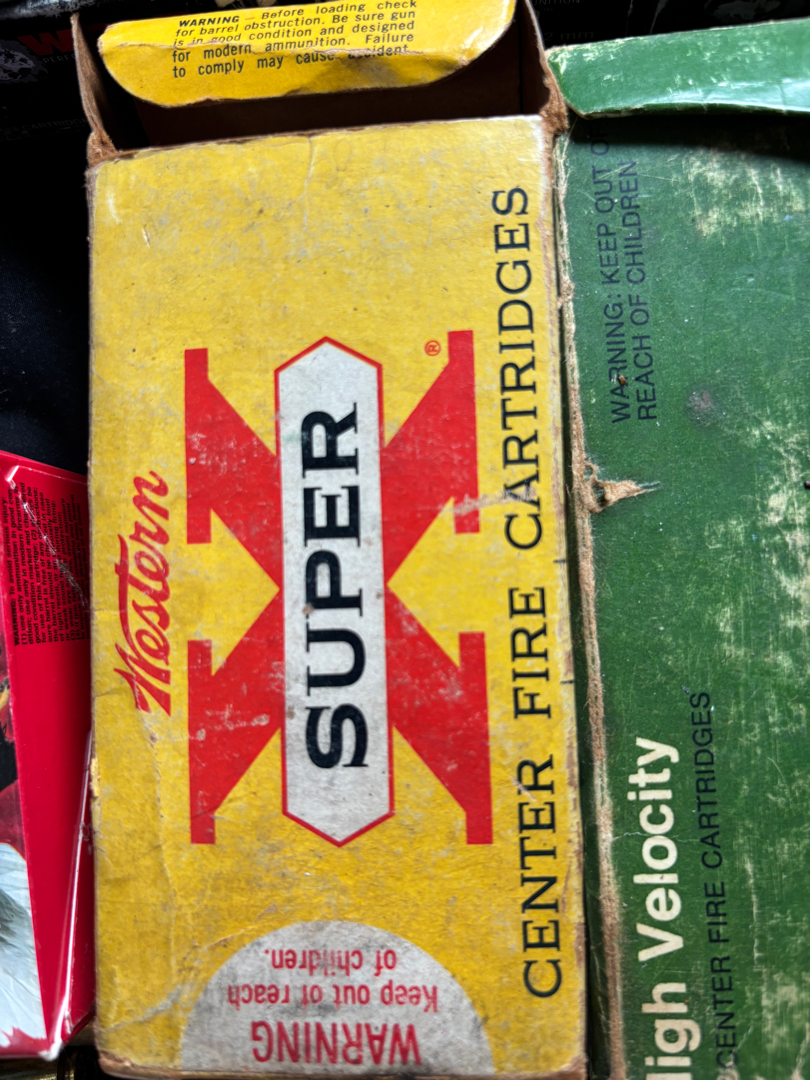 WARNING — Before loading check
for barrel obstruction. Be sure gun
is in good condition and designed
for modern ammunition. Failure
to comply may cause accident.
Western
SUPER
X
®
CENTER FIRE CARTRIDGES
WARNING
Keep out of reach
of children.
WARNING: KEEP OUT
REACH OF CHILDREN
High Velocity
CENTER FIRE CARTRIDGES